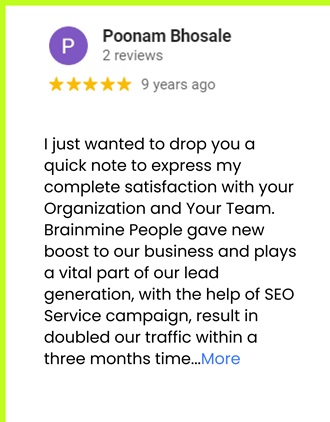 P
Poonam Bhosale
2 reviews
9 years ago
I just wanted to drop you a
quick note to express my
complete satisfaction with your
Organization and Your Team.
Brainmine People gave new
boost to our business and plays
a vital part of our lead
generation, with the help of SEO
Service campaign, result in
doubled our traffic within a
three months time...More